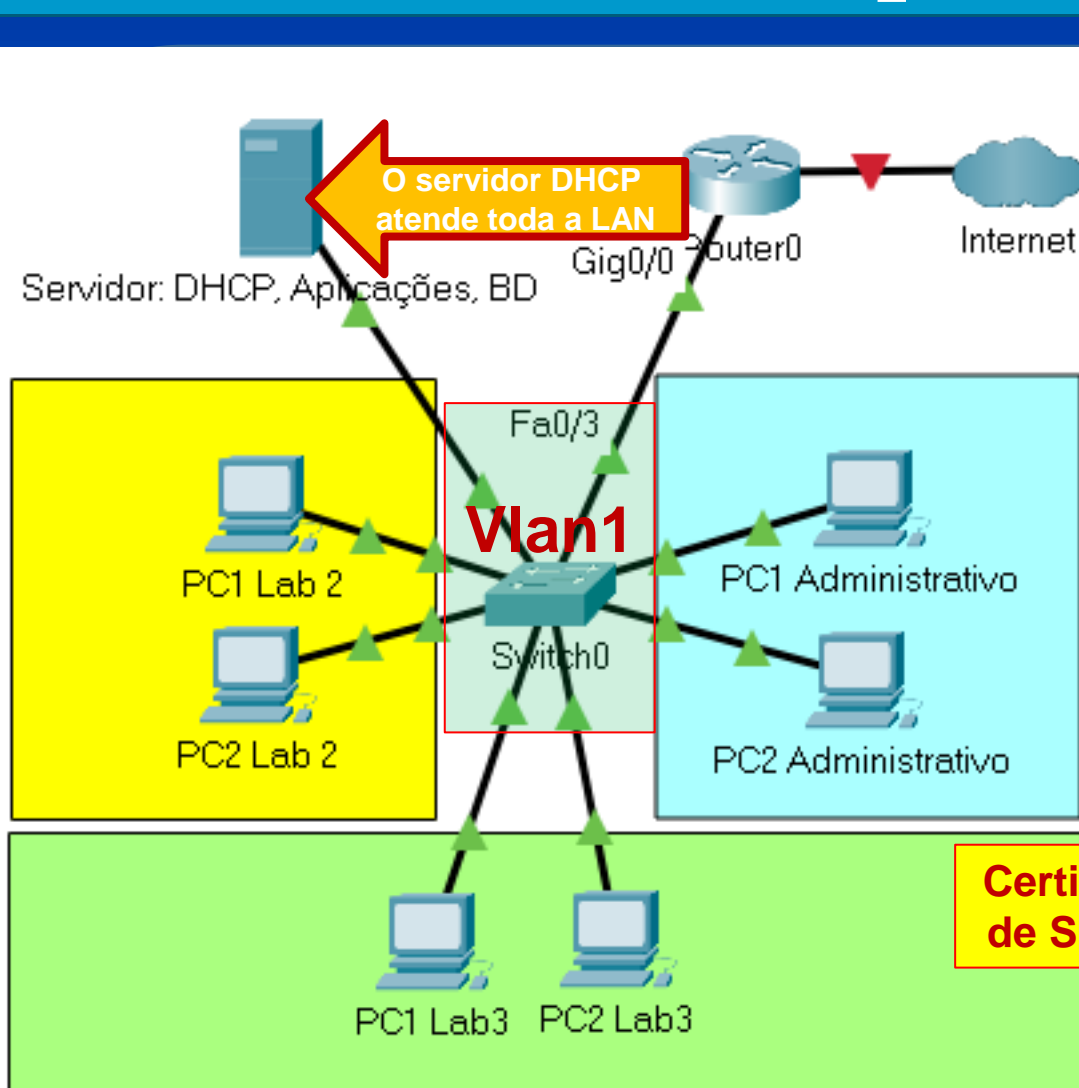 O servidor DHCP
atende toda a LAN
Gig0/0
Router0
Internet
Servidor: DHCP, Aplicações, BD
Fa0/3
Vlan1
PC1 Lab 2
PC1 Administrativo
Switch0
PC2 Lab 2
PC2 Administrativo
Certi
de S
PC1 Lab3
PC2 Lab3